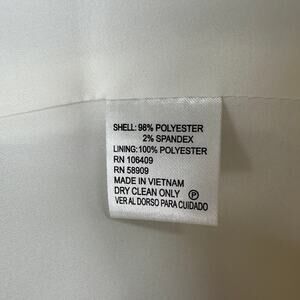 SHELL: 98% POLYESTER
2% SPANDEX
LINING: 100% POLYESTER
RN 106409
RN 58909
MADE IN VIETNAM
DRY CLEAN ONLY Ⓟ
VER AL DORSO PARA CUIDADO